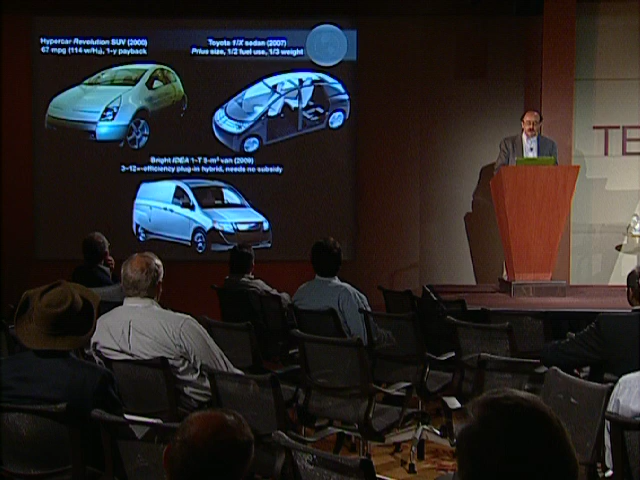 Hypercar Revolution SUV (2000)
67 mpg (114 w/H₂), 1-y payback
Toyota 1/X sedan (2007)
Prius size, 1/2 fuel use, 1/3 weight
Bright IDEA 1-T 5-m³ van (2009)
3–12×-efficiency plug-in hybrid, needs no subsidy
TE